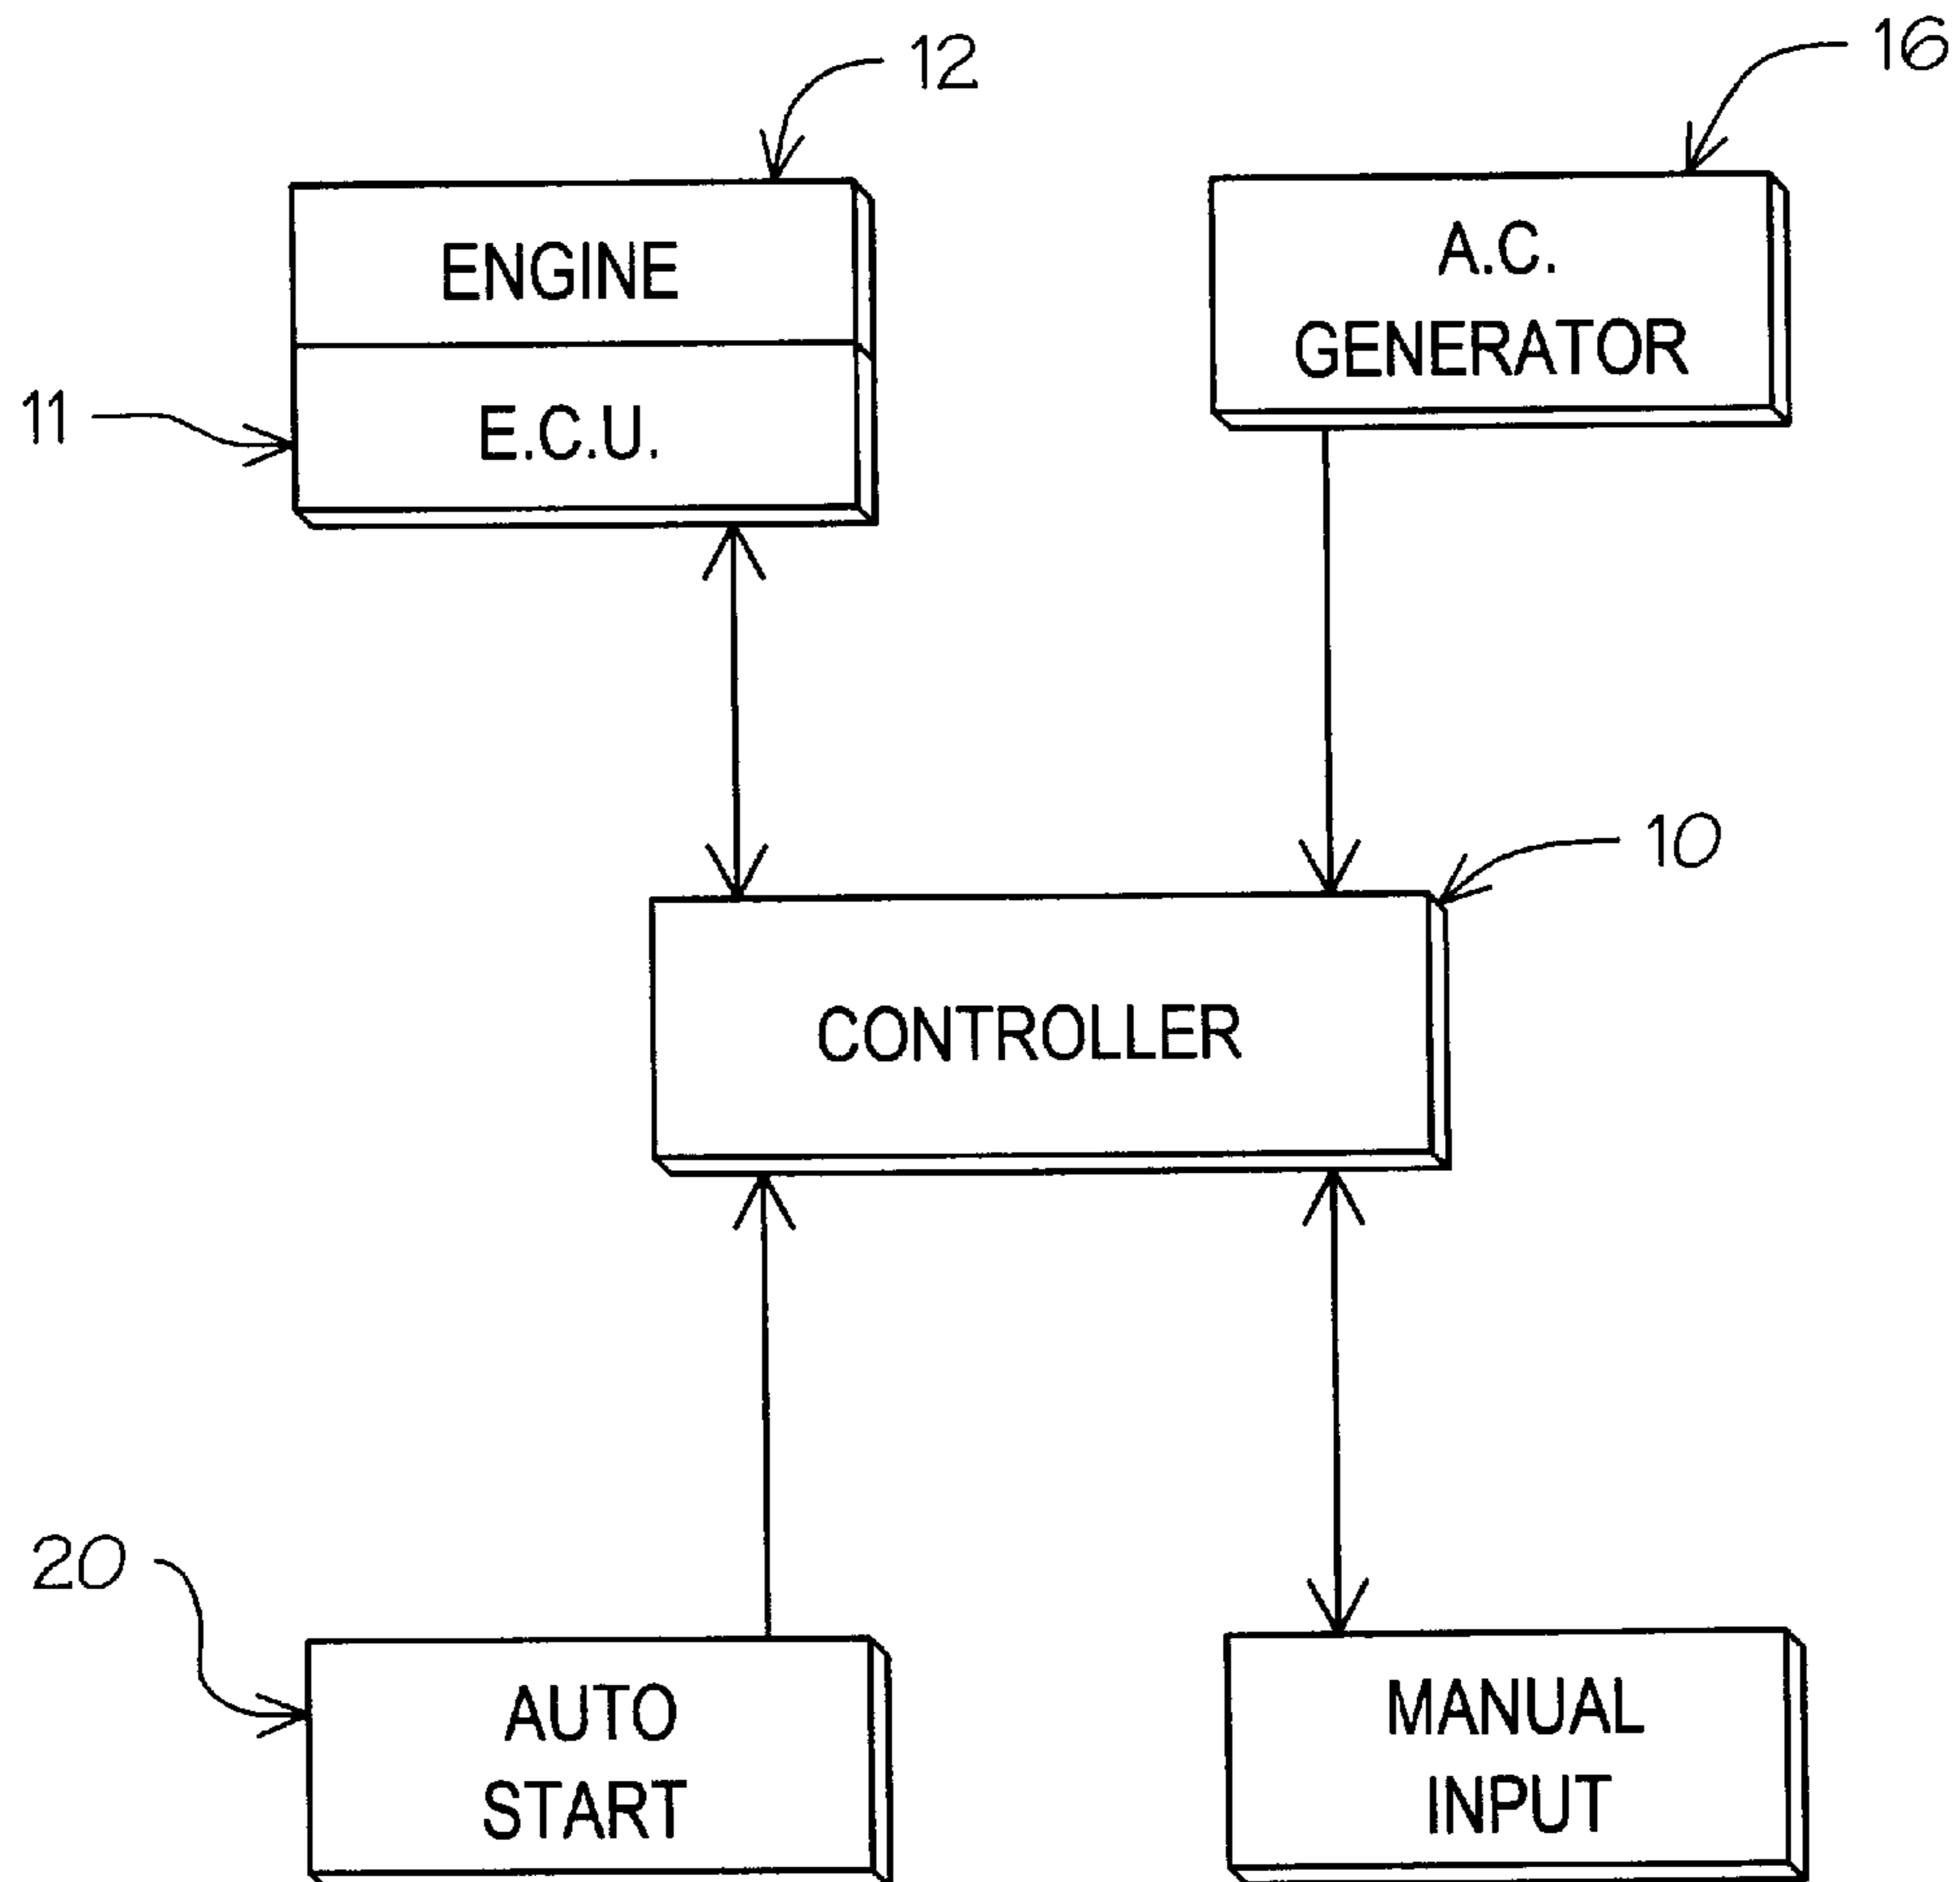 12
16
ENGINE
A.C.
GENERATOR
11
E.C.U.
10
CONTROLLER
20
AUTO
START
MANUAL
INPUT